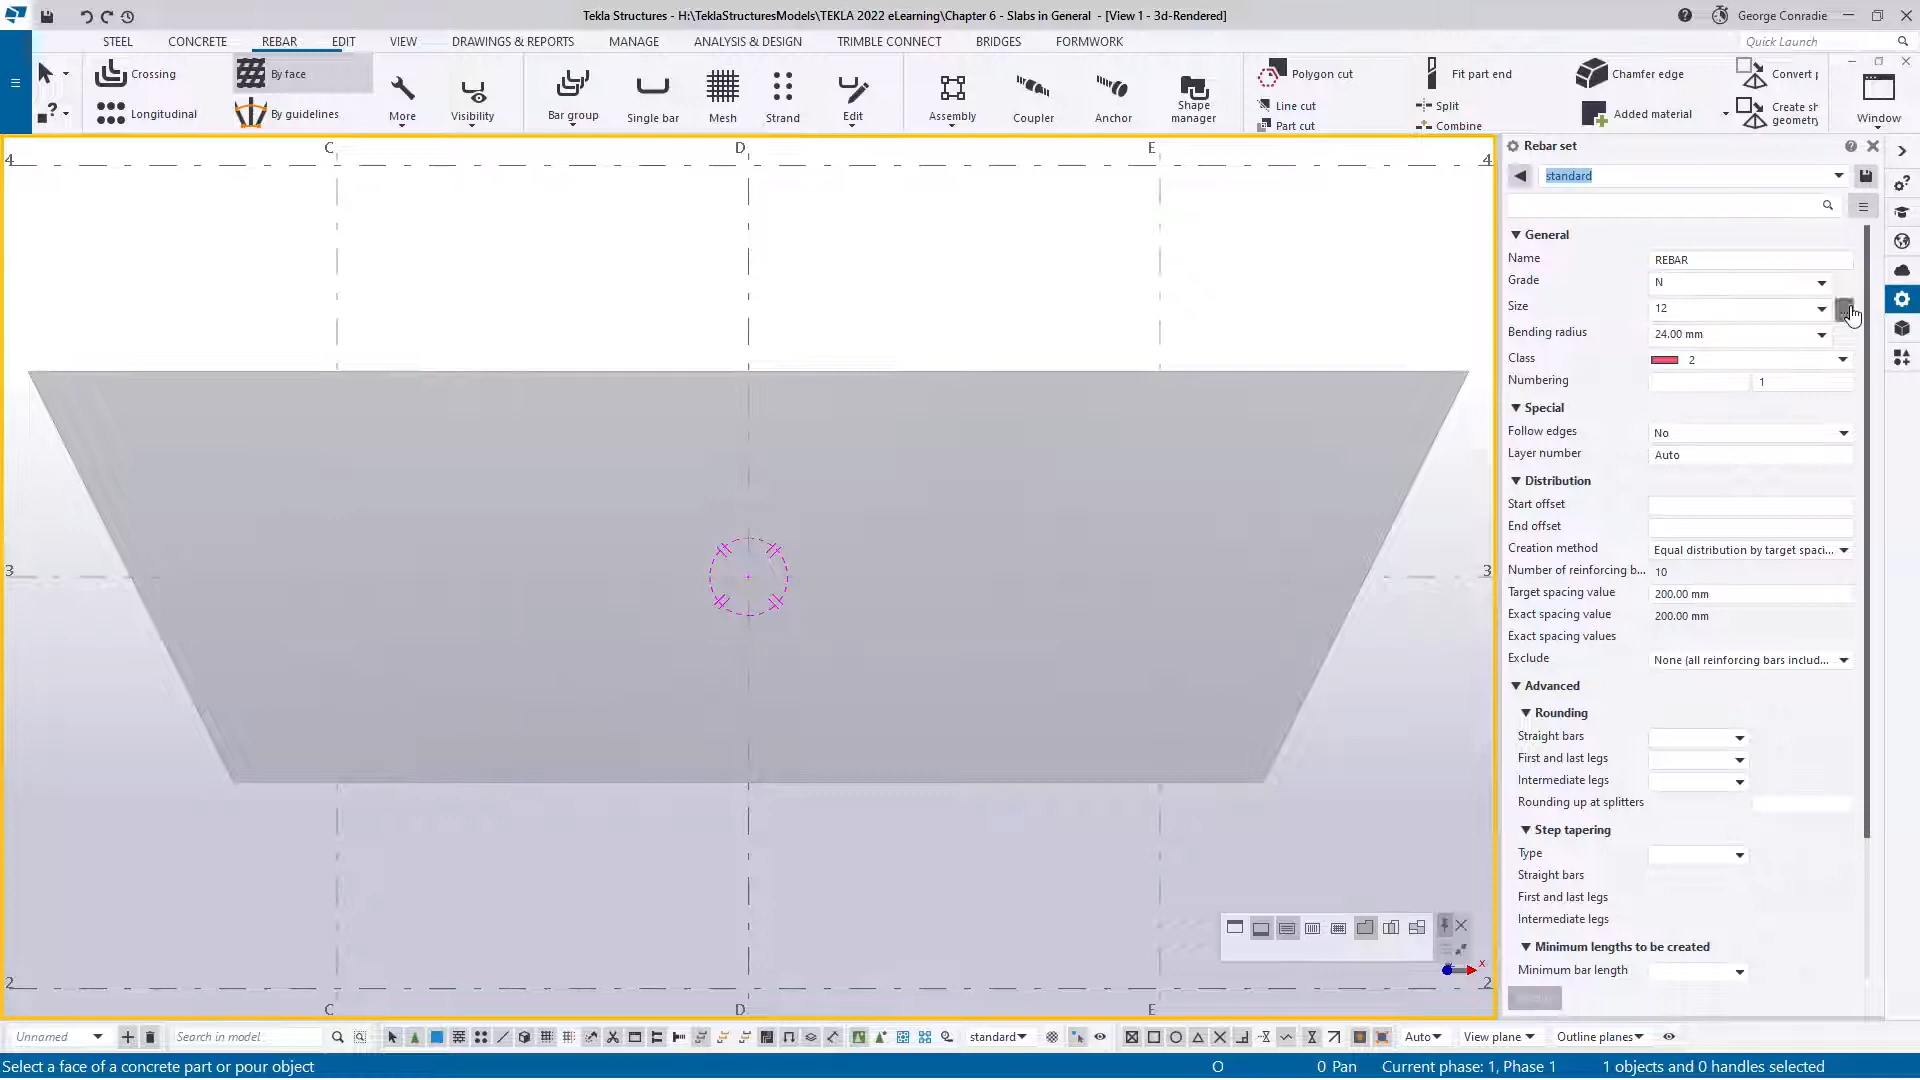 Tekla Structures - H:\TeklaStructuresModels\TEKLA 2022 eLearning\Chapter 6 - Slabs in General - [View 1 - 3d-Rendered]
George Conradie
STEEL CONCRETE REBAR EDIT VIEW DRAWINGS & REPORTS MANAGE ANALYSIS & DESIGN TRIMBLE CONNECT BRIDGES FORMWORK
Quick Launch
Crossing
Longitudinal
By face
By guidelines
More
Visibility
Bar group
Single bar
Mesh
Strand
Edit
Assembly
Coupler
Anchor
Shape
manager
Polygon cut
Line cut
Part cut
Fit part end
Split
Combine
Chamfer edge
Added material
Convert p
Create sh
geometry
Window
C D E
4 4
3 3
2 2
C D E
x
Rebar set
standard
General
Name REBAR
Grade N
Size 12
Bending radius 24.00 mm
Class 2
Numbering 1
Special
Follow edges No
Layer number Auto
Distribution
Start offset
End offset
Creation method Equal distribution by target spaci...
Number of reinforcing b... 10
Target spacing value 200.00 mm
Exact spacing value 200.00 mm
Exact spacing values
Exclude None (all reinforcing bars includ...
Advanced
Rounding
Straight bars
First and last legs
Intermediate legs
Rounding up at splitters
Step tapering
Type
Straight bars
First and last legs
Intermediate legs
Minimum lengths to be created
Minimum bar length
Unnamed
Search in model
standard
Auto
View plane
Outline planes
Select a face of a concrete part or pour object
O
0 Pan
Current phase: 1, Phase 1
1 objects and 0 handles selected